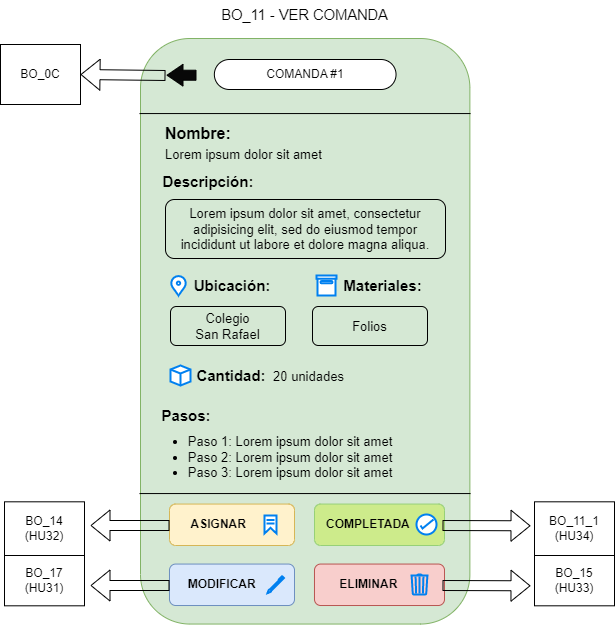 BO_11 - VER COMANDA
BO_0C
COMANDA #1
Nombre:
Lorem ipsum dolor sit amet
Descripción:
Lorem ipsum dolor sit amet, consectetur
adipisicing elit, sed do eiusmod tempor
incididunt ut labore et dolore magna aliqua.
Ubicación:
Materiales:
Colegio
San Rafael
Folios
Cantidad: 20 unidades
Pasos:
• Paso 1: Lorem ipsum dolor sit amet
• Paso 2: Lorem ipsum dolor sit amet
• Paso 3: Lorem ipsum dolor sit amet
BO_14
(HU32)
ASIGNAR
COMPLETADA
BO_11_1
(HU34)
BO_17
(HU31)
MODIFICAR
ELIMINAR
BO_15
(HU33)